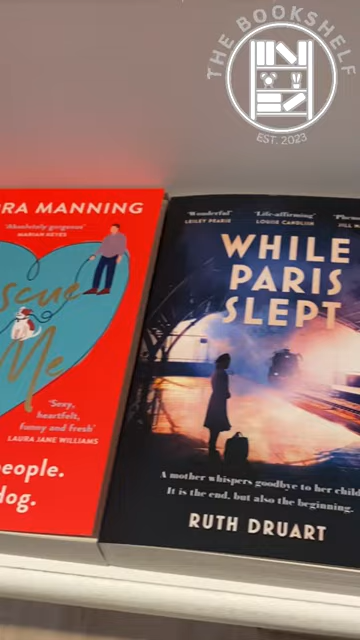 THE BOOKSHELF
EST. 2023
RA MANNING
'Absolutely gorgeous'
MARIAN KEYES
scue
Me
'Sexy,
heartfelt,
funny and fresh'
LAURA JANE WILLIAMS
people.
dog.
'Wonderful'
LESLEY PEARSE
'Life-affirming'
LOUISE CANDLISH
JILL
WHILE
PARIS
SLEPT
A mother whispers goodbye to her child
It is the end, but also the beginning.
RUTH DRUART